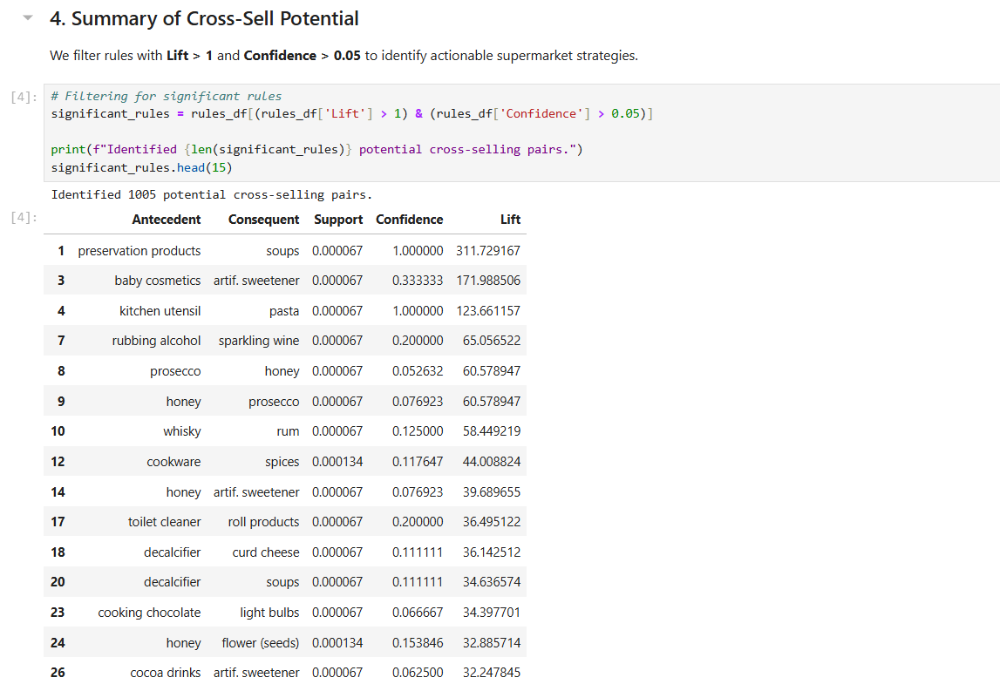 4. Summary of Cross-Sell Potential
We filter rules with Lift > 1 and Confidence > 0.05 to identify actionable supermarket strategies.
[4]: # Filtering for significant rules
significant_rules = rules_df[(rules_df['Lift'] > 1) & (rules_df['Confidence'] > 0.05)]
print(f"Identified {len(significant_rules)} potential cross-selling pairs.")
significant_rules.head(15)
Identified 1005 potential cross-selling pairs.
[4]: Antecedent Consequent Support Confidence Lift
1 preservation products soups 0.000067 1.000000 311.729167
3 baby cosmetics artif. sweetener 0.000067 0.333333 171.988506
4 kitchen utensil pasta 0.000067 1.000000 123.661157
7 rubbing alcohol sparkling wine 0.000067 0.200000 65.056522
8 prosecco honey 0.000067 0.052632 60.578947
9 honey prosecco 0.000067 0.076923 60.578947
10 whisky rum 0.000067 0.125000 58.449219
12 cookware spices 0.000134 0.117647 44.008824
14 honey artif. sweetener 0.000067 0.076923 39.689655
17 toilet cleaner roll products 0.000067 0.200000 36.495122
18 decalcifier curd cheese 0.000067 0.111111 36.142512
20 decalcifier soups 0.000067 0.111111 34.636574
23 cooking chocolate light bulbs 0.000067 0.066667 34.397701
24 honey flower (seeds) 0.000134 0.153846 32.885714
26 cocoa drinks artif. sweetener 0.000067 0.062500 32.247845